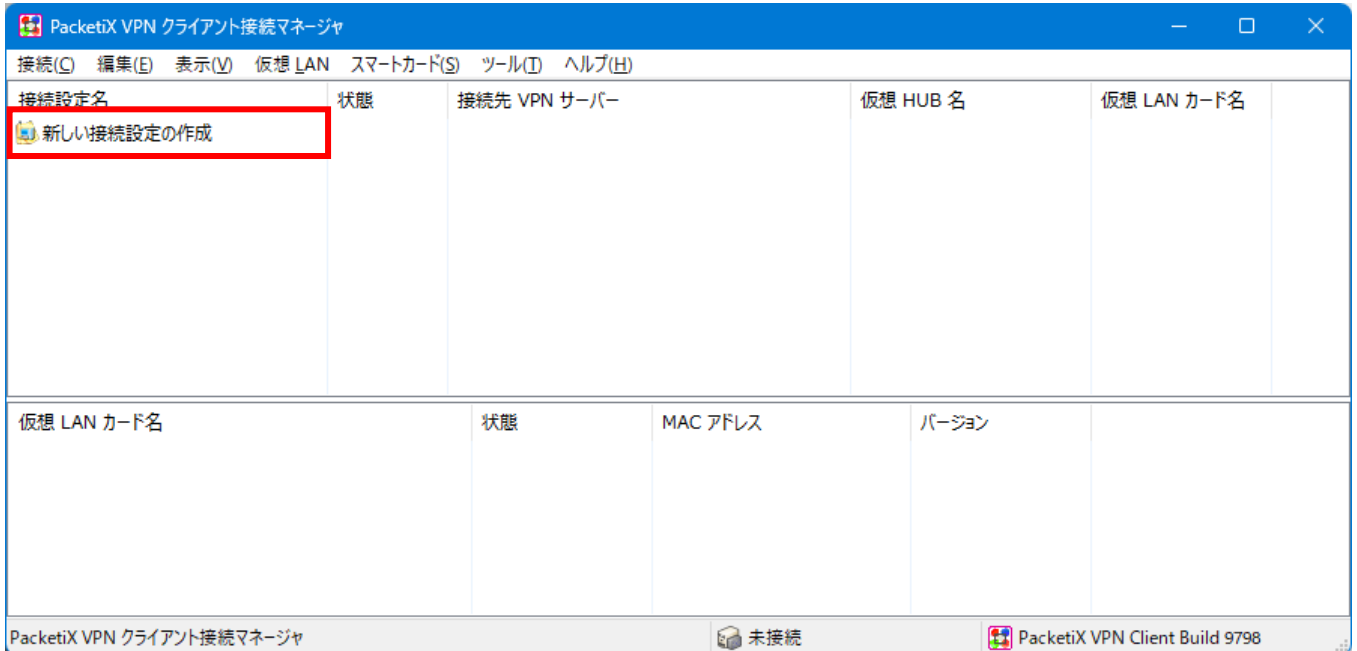 PacketiX VPN クライアント接続マネージャ
接続(C) 編集(E) 表示(V) 仮想 LAN スマートカード(S) ツール(T) ヘルプ(H)
接続設定名 状態 接続先 VPN サーバー 仮想 HUB 名 仮想 LAN カード名
新しい接続設定の作成
仮想 LAN カード名 状態 MAC アドレス バージョン
PacketiX VPN クライアント接続マネージャ 未接続 PacketiX VPN Client Build 9798